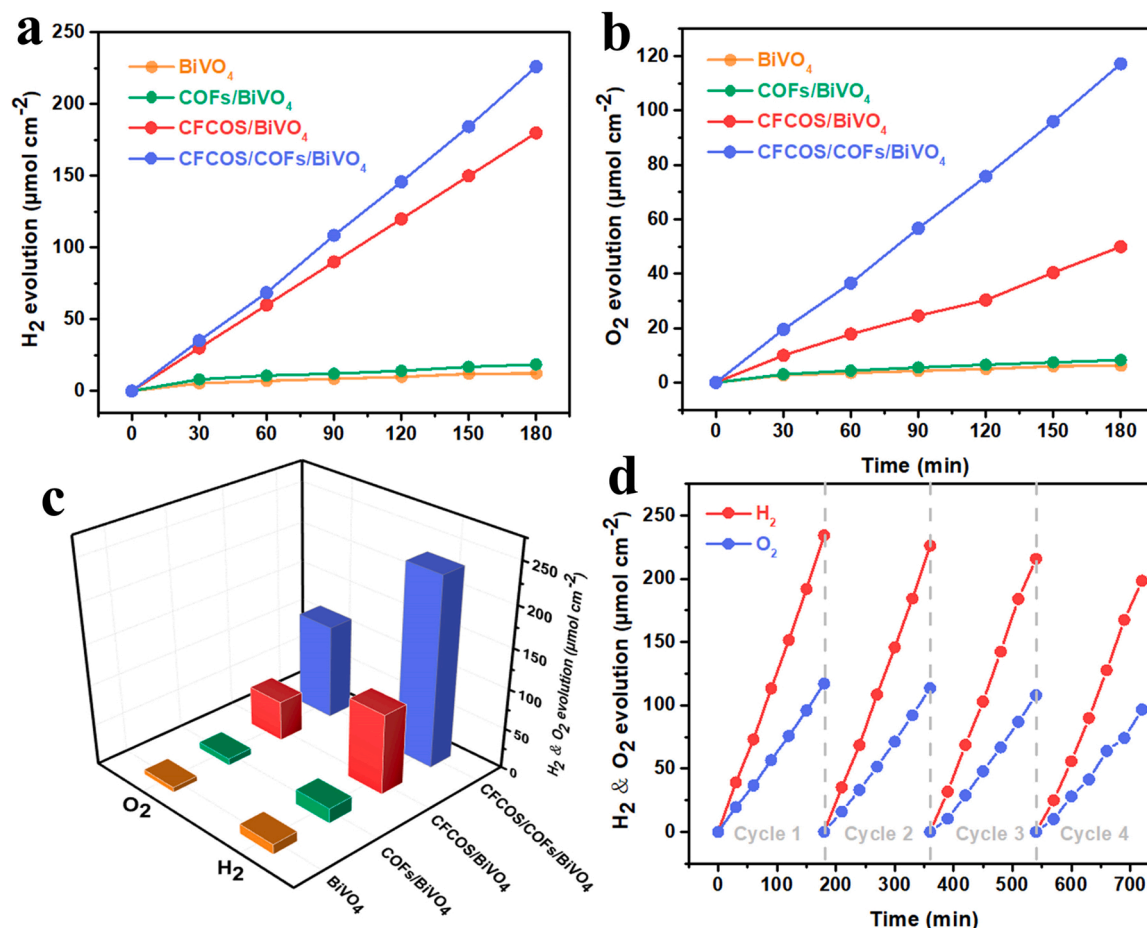 a
H₂ evolution (µmol cm⁻²)
250
200
150
100
50
0
BiVO₄
COFs/BiVO₄
CFCOS/BiVO₄
CFCOS/COFs/BiVO₄
0 30 60 90 120 150 180
b
O₂ evolution (µmol cm⁻²)
120
100
80
60
40
20
0
BiVO₄
COFs/BiVO₄
CFCOS/BiVO₄
CFCOS/COFs/BiVO₄
0 30 60 90 120 150 180
Time (min)
c
H₂ & O₂ evolution (µmol cm⁻²)
250
200
150
100
50
0
O2
H2
BiVO4
COFs/BiVO4
CFCOS/BiVO4
CFCOS/COFs/BiVO4
d
H₂ & O₂ evolution (µmol cm⁻²)
250
200
150
100
50
0
H₂
O₂
Cycle 1 Cycle 2 Cycle 3 Cycle 4
0 100 200 300 400 500 600 700
Time (min)